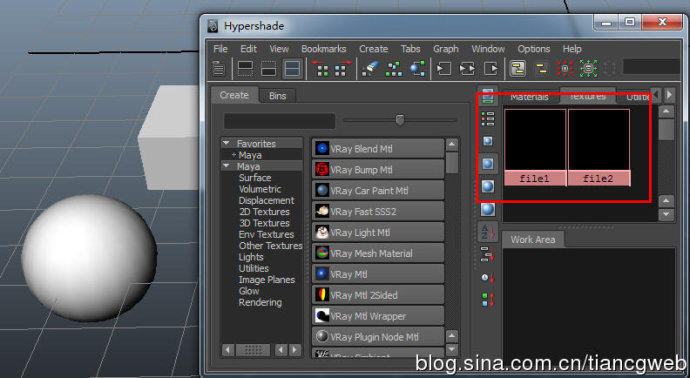 Hypershade
File Edit View Bookmarks Create Tabs Graph Window Options Help
Create Bins
Materials Textures Utilitie
Favorites
Maya
Maya
Surface
Volumetric
Displacement
2D Textures
3D Textures
Env Textures
Other Textures
Lights
Utilities
Image Planes
Glow
Rendering
VRay Blend Mtl
VRay Bump Mtl
VRay Car Paint Mtl
VRay Fast SSS2
VRay Light Mtl
VRay Mesh Material
VRay Mtl
VRay Mtl 2Sided
VRay Mtl Wrapper
VRay Plugin Node Mtl
file1 file2
Work Area
blog.sina.com.cn/tiancgweb